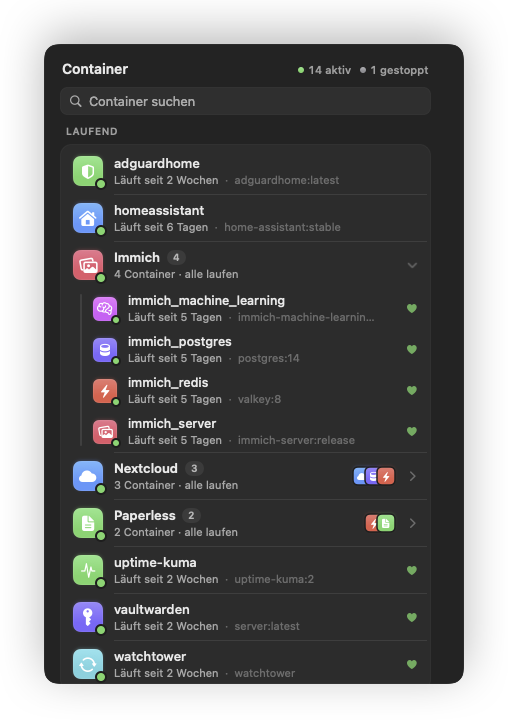 Container
14 aktiv 1 gestoppt
Container suchen
LAUFEND
adguardhome
Läuft seit 2 Wochen · adguardhome:latest
homeassistant
Läuft seit 6 Tagen · home-assistant:stable
Immich 4
4 Container · alle laufen
immich_machine_learning
Läuft seit 5 Tagen · immich-machine-learnin...
immich_postgres
Läuft seit 5 Tagen · postgres:14
immich_redis
Läuft seit 5 Tagen · valkey:8
immich_server
Läuft seit 5 Tagen · immich-server:release
Nextcloud 3
3 Container · alle laufen
Paperless 2
2 Container · alle laufen
uptime-kuma
Läuft seit 2 Wochen · uptime-kuma:2
vaultwarden
Läuft seit 2 Wochen · server:latest
watchtower
Läuft seit 2 Wochen · watchtower